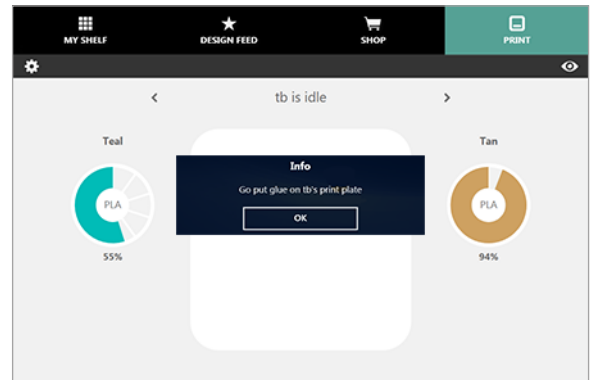 MY SHELF
DESIGN FEED
SHOP
PRINT
tb is idle
Teal
Tan
Info
Go put glue on tb's print plate
OK
PLA
PLA
55%
94%